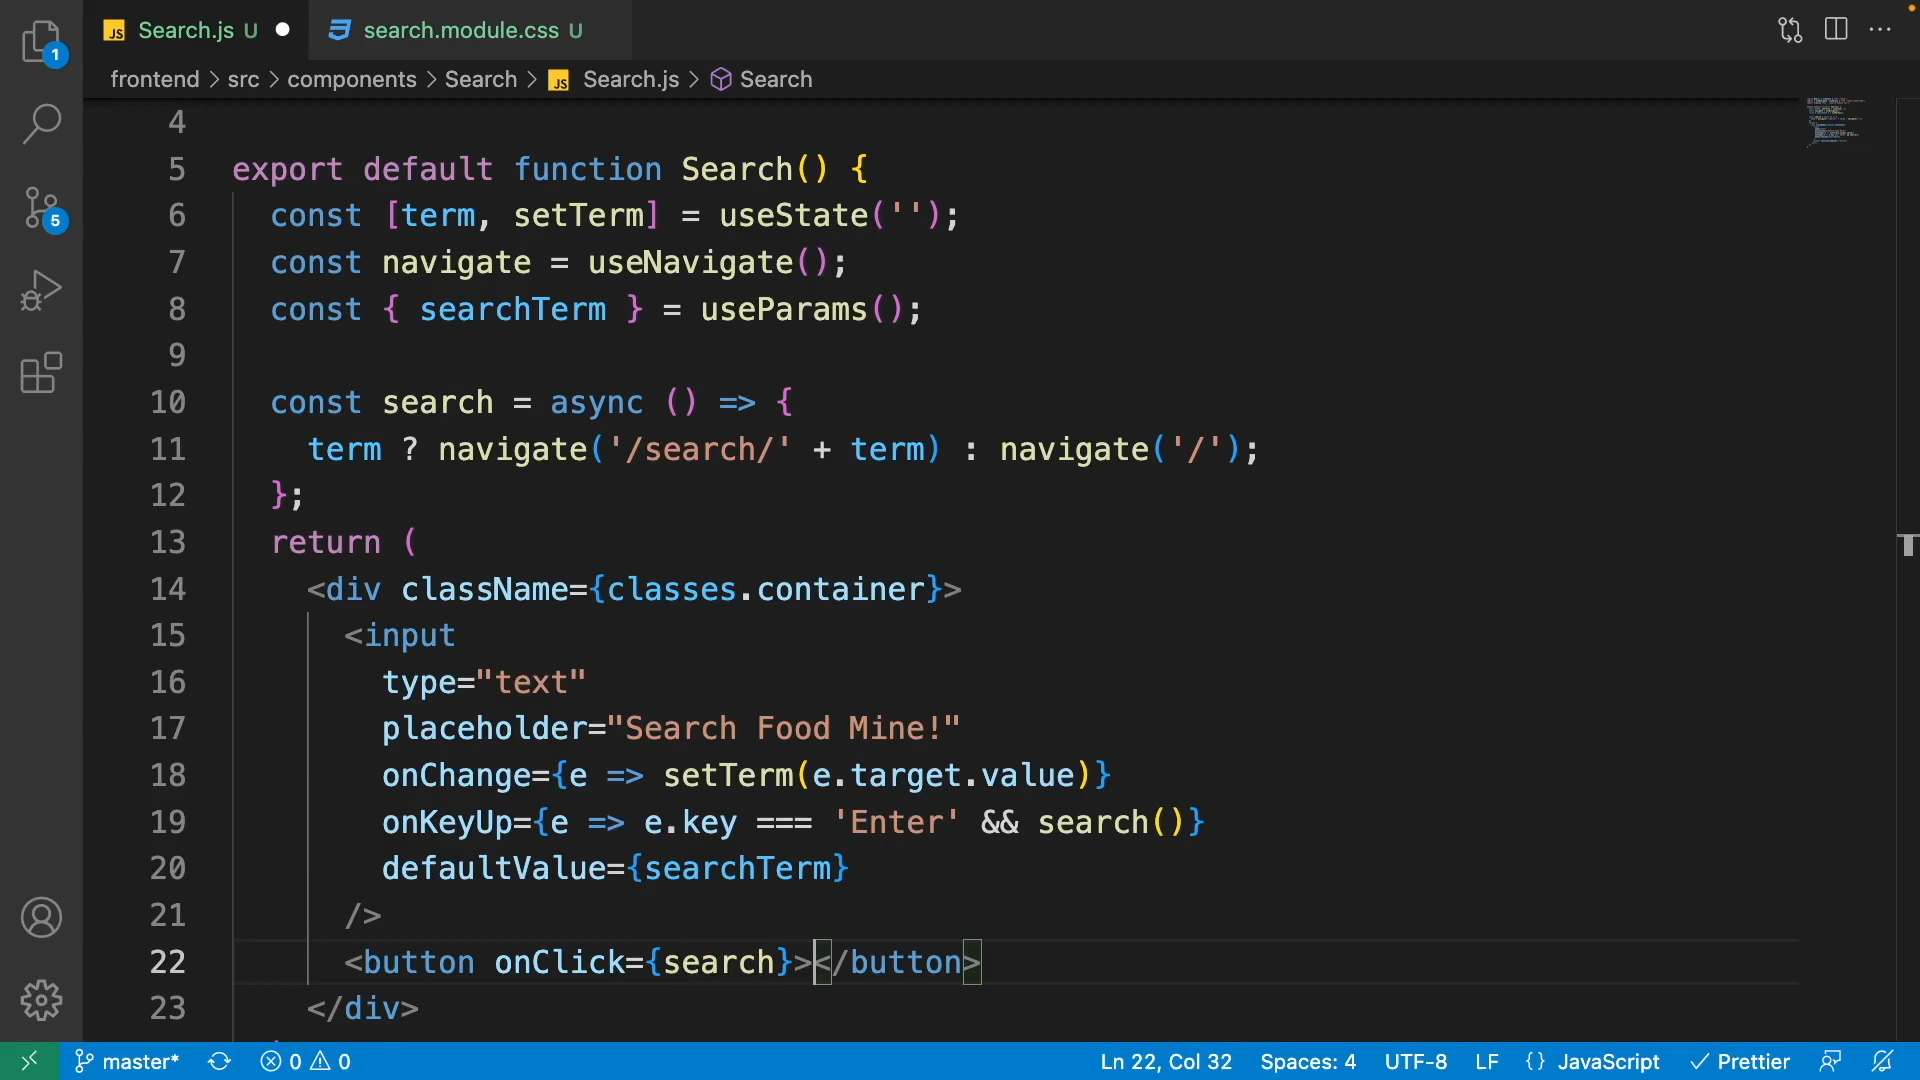 1
JS Search.js U
search.module.css U
frontend > src > components > Search > JS Search.js > Search
5
4
5 export default function Search() {
6 const [term, setTerm] = useState('');
7 const navigate = useNavigate();
8 const { searchTerm } = useParams();
9
10 const search = async () => {
11 term ? navigate('/search/' + term) : navigate('/');
12 };
13 return (
14 <div className={classes.container}>
15 <input
16 type="text"
17 placeholder="Search Food Mine!"
18 onChange={e => setTerm(e.target.value)}
19 onKeyUp={e => e.key === 'Enter' && search()}
20 defaultValue={searchTerm}
21 />
22 <button onClick={search}></button>
23 </div>
master* 0 0 Ln 22, Col 32 Spaces: 4 UTF-8 LF {} JavaScript Prettier